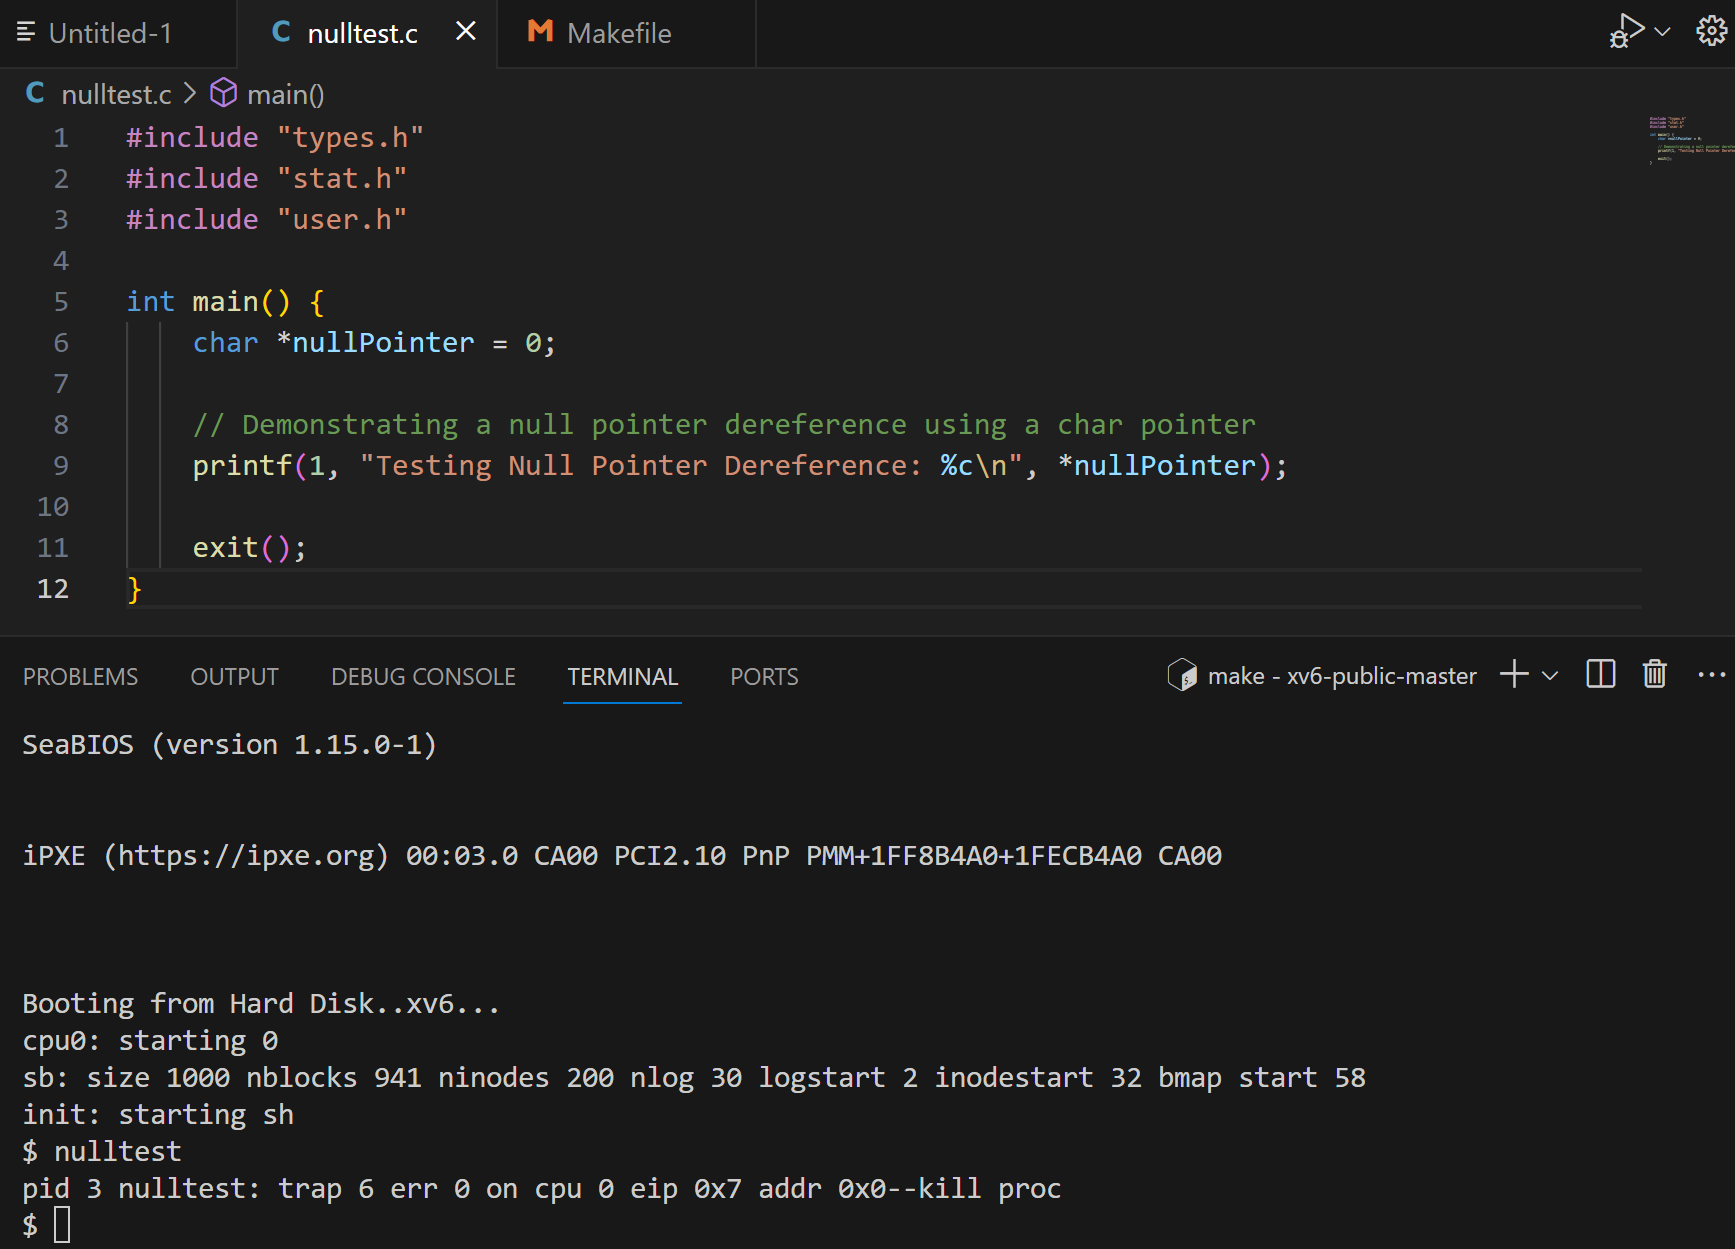 Untitled-1
C nulltest.c
M Makefile
C nulltest.c > main()
1 #include "types.h"
2 #include "stat.h"
3 #include "user.h"
4
5 int main() {
6 char *nullPointer = 0;
7
8 // Demonstrating a null pointer dereference using a char pointer
9 printf(1, "Testing Null Pointer Dereference: %c\n", *nullPointer);
10
11 exit();
12 }
PROBLEMS OUTPUT DEBUG CONSOLE TERMINAL PORTS make - xv6-public-master
SeaBIOS (version 1.15.0-1)
iPXE (https://ipxe.org) 00:03.0 CA00 PCI2.10 PnP PMM+1FF8B4A0+1FECB4A0 CA00
Booting from Hard Disk..xv6...
cpu0: starting 0
sb: size 1000 nblocks 941 ninodes 200 nlog 30 logstart 2 inodestart 32 bmap start 58
init: starting sh
$ nulltest
pid 3 nulltest: trap 6 err 0 on cpu 0 eip 0x7 addr 0x0--kill proc
$